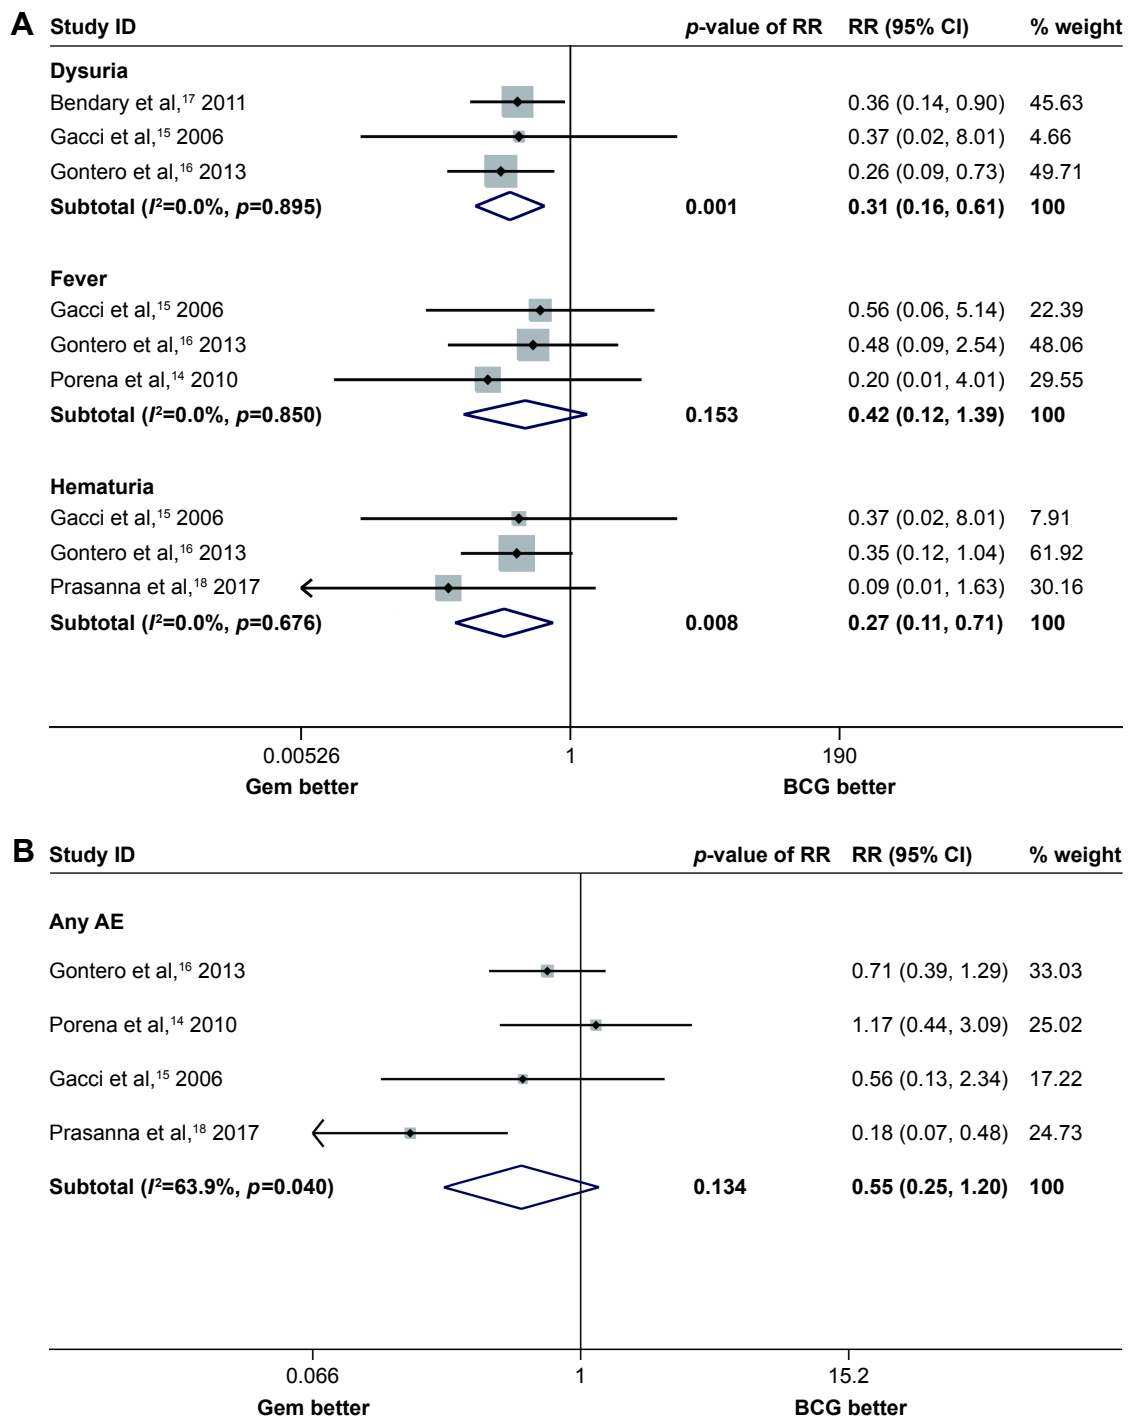 A Study ID p-value of RR RR (95% CI) % weight
Dysuria
Bendary et al,17 2011 0.36 (0.14, 0.90) 45.63
Gacci et al,15 2006 0.37 (0.02, 8.01) 4.66
Gontero et al,16 2013 0.26 (0.09, 0.73) 49.71
Subtotal (I2=0.0%, p=0.895) 0.001 0.31 (0.16, 0.61) 100
Fever
Gacci et al,15 2006 0.56 (0.06, 5.14) 22.39
Gontero et al,16 2013 0.48 (0.09, 2.54) 48.06
Porena et al,14 2010 0.20 (0.01, 4.01) 29.55
Subtotal (I2=0.0%, p=0.850) 0.153 0.42 (0.12, 1.39) 100
Hematuria
Gacci et al,15 2006 0.37 (0.02, 8.01) 7.91
Gontero et al,16 2013 0.35 (0.12, 1.04) 61.92
Prasanna et al,18 2017 0.09 (0.01, 1.63) 30.16
Subtotal (I2=0.0%, p=0.676) 0.008 0.27 (0.11, 0.71) 100
0.00526 1 190
Gem better BCG better
B Study ID p-value of RR RR (95% CI) % weight
Any AE
Gontero et al,16 2013 0.71 (0.39, 1.29) 33.03
Porena et al,14 2010 1.17 (0.44, 3.09) 25.02
Gacci et al,15 2006 0.56 (0.13, 2.34) 17.22
Prasanna et al,18 2017 0.18 (0.07, 0.48) 24.73
Subtotal (I2=63.9%, p=0.040) 0.134 0.55 (0.25, 1.20) 100
0.066 1 15.2
Gem better BCG better